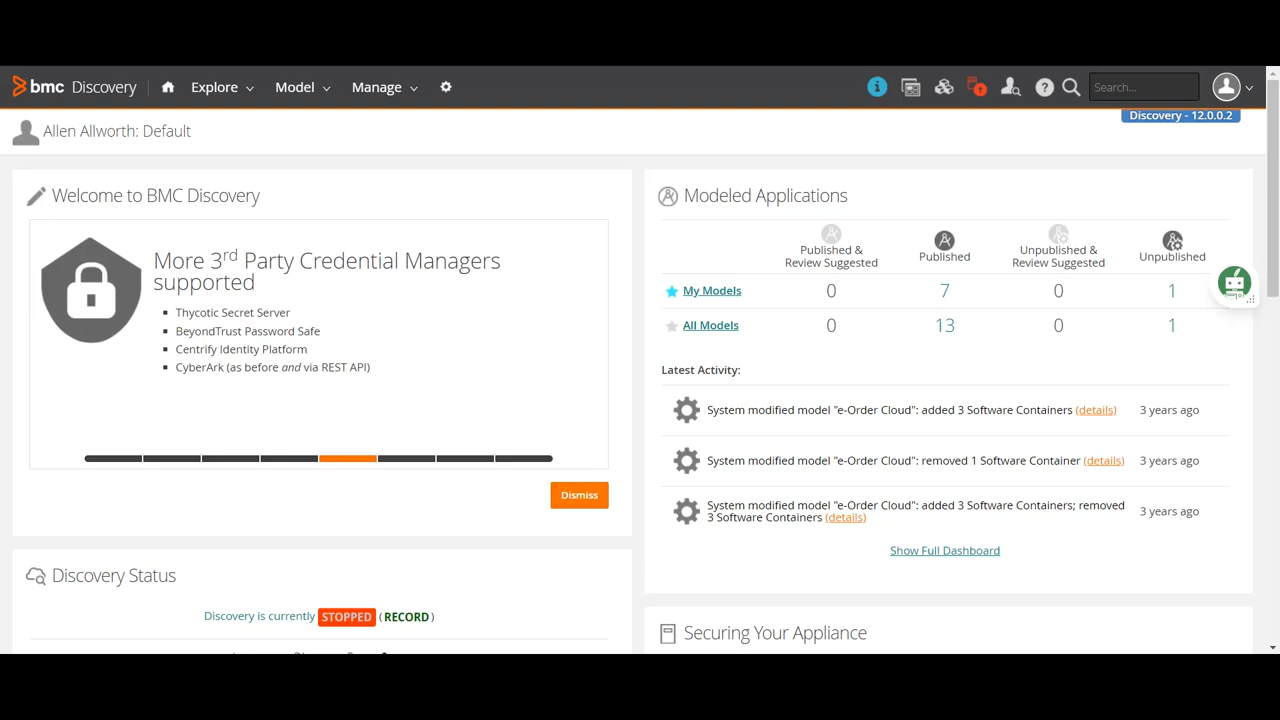 bmc Discovery
Explore
Model
Manage
Search...
Allen Allworth: Default
Discovery - 12.0.0.2
Welcome to BMC Discovery
More 3rd Party Credential Managers
supported
Thycotic Secret Server
BeyondTrust Password Safe
Centrify Identity Platform
CyberArk (as before and via REST API)
Dismiss
Discovery Status
Discovery is currently STOPPED (RECORD)
Modeled Applications
Published &
Review Suggested
Published
Unpublished &
Review Suggested
Unpublished
My Models 0 7 0 1
All Models 0 13 0 1
Latest Activity:
System modified model "e-Order Cloud": added 3 Software Containers (details) 3 years ago
System modified model "e-Order Cloud": removed 1 Software Container (details) 3 years ago
System modified model "e-Order Cloud": added 3 Software Containers; removed
3 Software Containers (details) 3 years ago
Show Full Dashboard
Securing Your Appliance